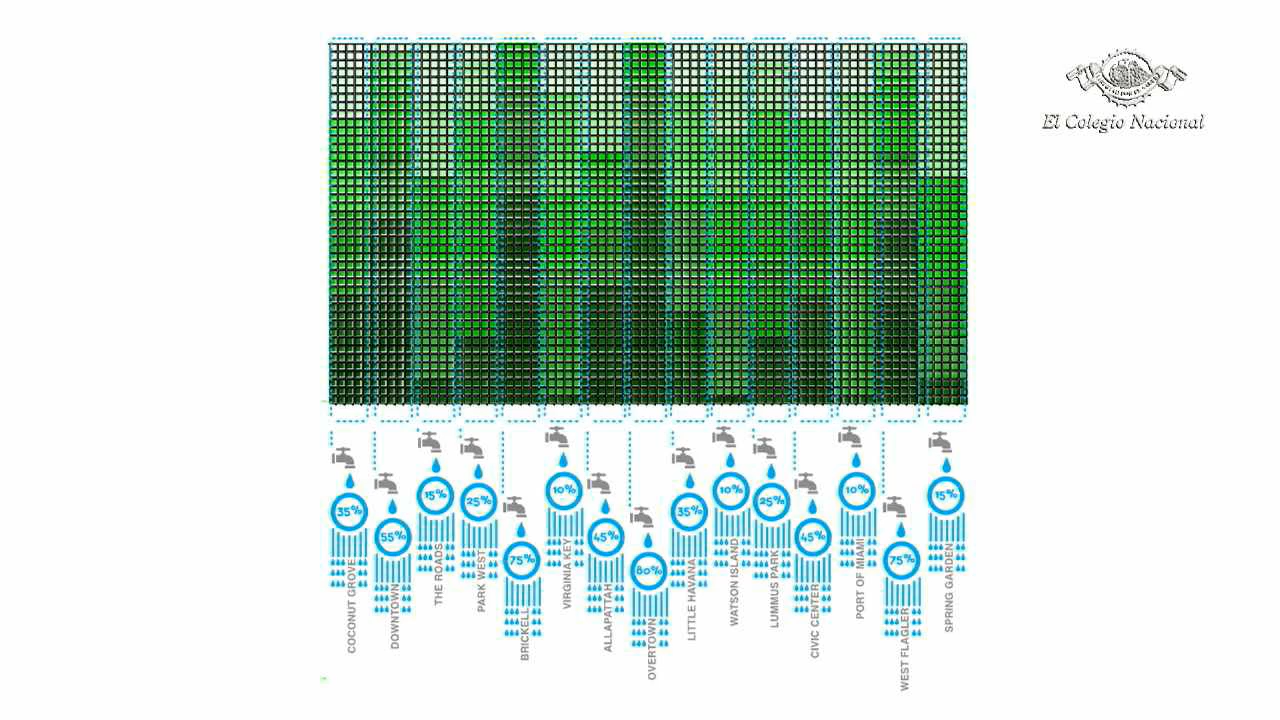 El Colegio Nacional
35%
55%
15%
25%
75%
10%
45%
80%
35%
10%
25%
45%
10%
75%
15%
COCONUT GROVE
DOWNTOWN
THE ROADS
PARK WEST
BRICKELL
VIRGINIA KEY
ALLAPATTAH
OVERTOWN
LITTLE HAVANA
WATSON ISLAND
LUMMUS PARK
CIVIC CENTER
PORT OF MIAMI
WEST FLAGLER
SPRING GARDEN